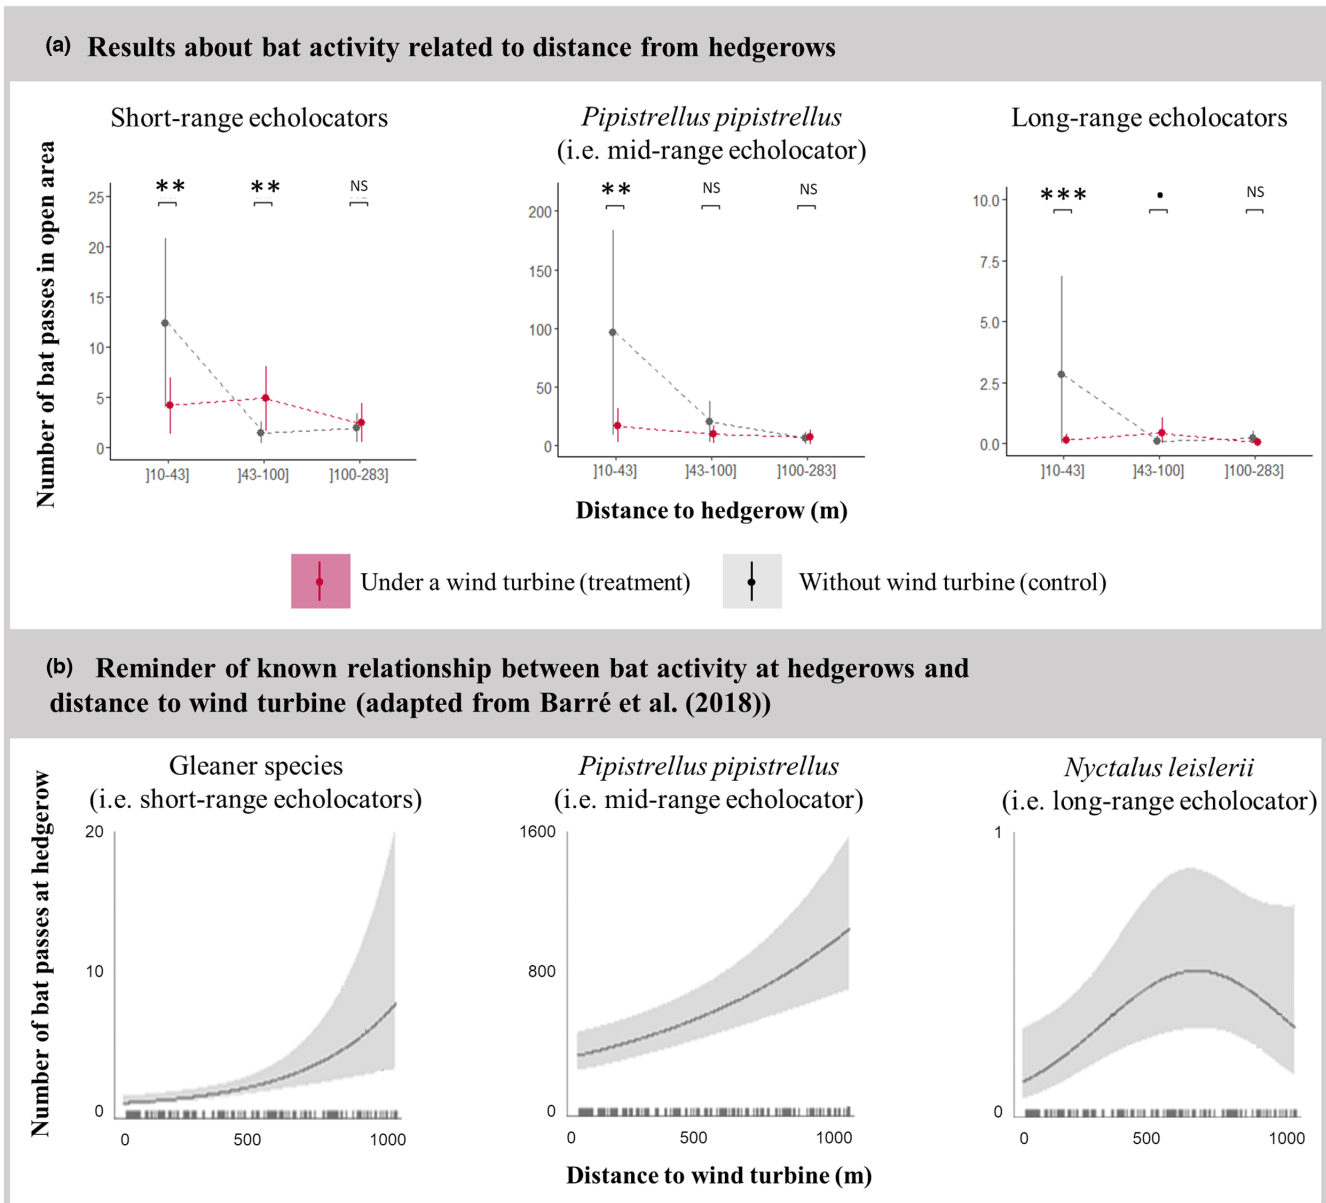 (a) Results about bat activity related to distance from hedgerows
Short-range echolocators
Pipistrellus pipistrellus
(i.e. mid-range echolocator)
Long-range echolocators
Number of bat passes in open area
** ** NS
25
20
15
10
5
0
]10-43] ]43-100] ]100-283]
** NS NS
200
150
100
50
0
]10-43] ]43-100] ]100-283]
*** . NS
10.0
7.5
5.0
2.5
0.0
]10-43] ]43-100] ]100-283]
Distance to hedgerow (m)
Under a wind turbine (treatment)
Without wind turbine (control)
(b) Reminder of known relationship between bat activity at hedgerows and
distance to wind turbine (adapted from Barré et al. (2018))
Gleaner species
(i.e. short-range echolocators)
Pipistrellus pipistrellus
(i.e. mid-range echolocator)
Nyctalus leislerii
(i.e. long-range echolocator)
Number of bat passes at hedgerow
20
10
0
0 500 1000
1600
800
0
0 500 1000
1
0
0 500 1000
Distance to wind turbine (m)